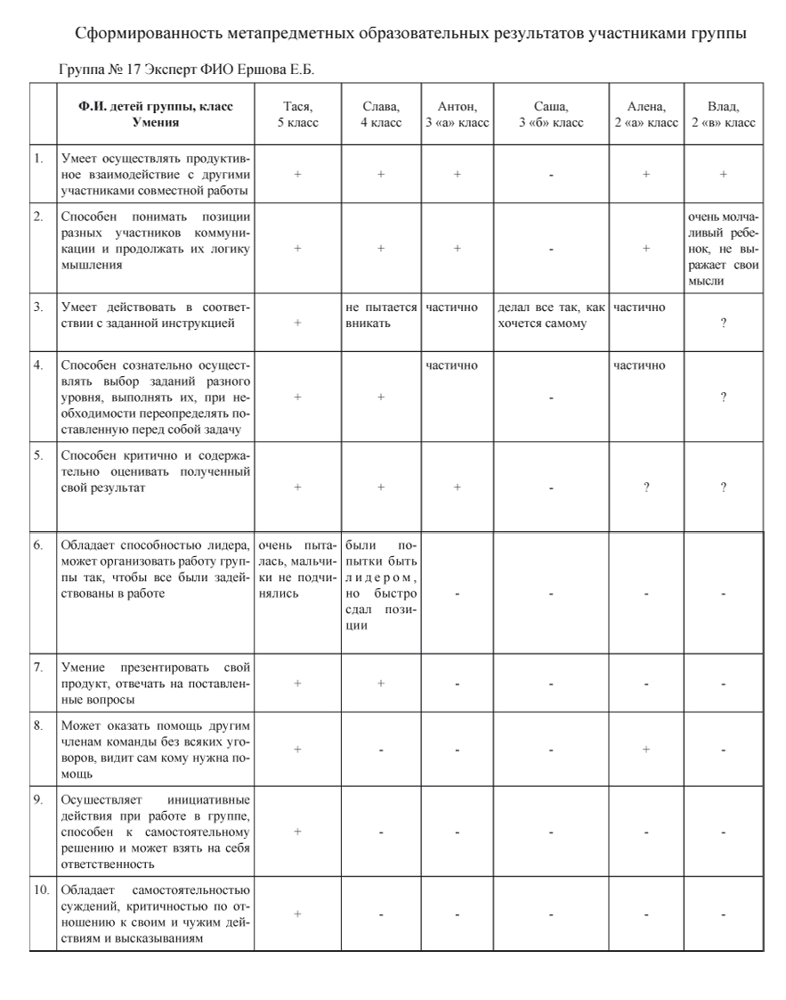 Сформированность метапредметных образовательных результатов участниками группы
Группа № 17 Эксперт ФИО Ершова Е.Б.
Ф.И. детей группы, класс
Умения
Тася,
5 класс
Слава,
4 класс
Антон,
3 «а» класс
Саша,
3 «б» класс
Алена,
2 «а» класс
Влад,
2 «в» класс
1.
Умеет осуществлять продуктив-
ное взаимодействие с другими
участниками совместной работы
+
+
+
-
+
+
2.
Способен понимать позиции
разных участников коммуни-
кации и продолжать их логику
мышления
+
+
+
-
+
очень молча-
ливый ребе-
нок, не вы-
ражает свои
мысли
3.
Умеет действовать в соответ-
ствии с заданной инструкцией
+
не пытается
вникать
частично
делал все так, как
хочется самому
частично
?
4.
Способен сознательно осущест-
влять выбор заданий разного
уровня, выполнять их, при не-
обходимости переопределять по-
ставленную перед собой задачу
+
+
частично
-
частично
?
5.
Способен критично и содержа-
тельно оценивать полученный
свой результат
+
+
+
-
?
?
6.
Обладает способностью лидера,
может организовать работу груп-
пы так, чтобы все были задей-
ствованы в работе
очень пыта-
лась, мальчи-
ки не подчи-
нялись
были по-
пытки быть
лидером,
но быстро
сдал пози-
ции
-
-
-
-
7.
Умение презентировать свой
продукт, отвечать на поставлен-
ные вопросы
+
+
-
-
-
-
8.
Может оказать помощь другим
членам команды без всяких уго-
воров, видит сам кому нужна по-
мощь
+
-
-
-
+
-
9.
Осуществляет инициативные
действия при работе в группе,
способен к самостоятельному
решению и может взять на себя
ответственность
+
-
-
-
-
-
10.
Обладает самостоятельностью
суждений, критичностью по от-
ношению к своим и чужим дей-
ствиям и высказываниям
+
-
-
-
-
-